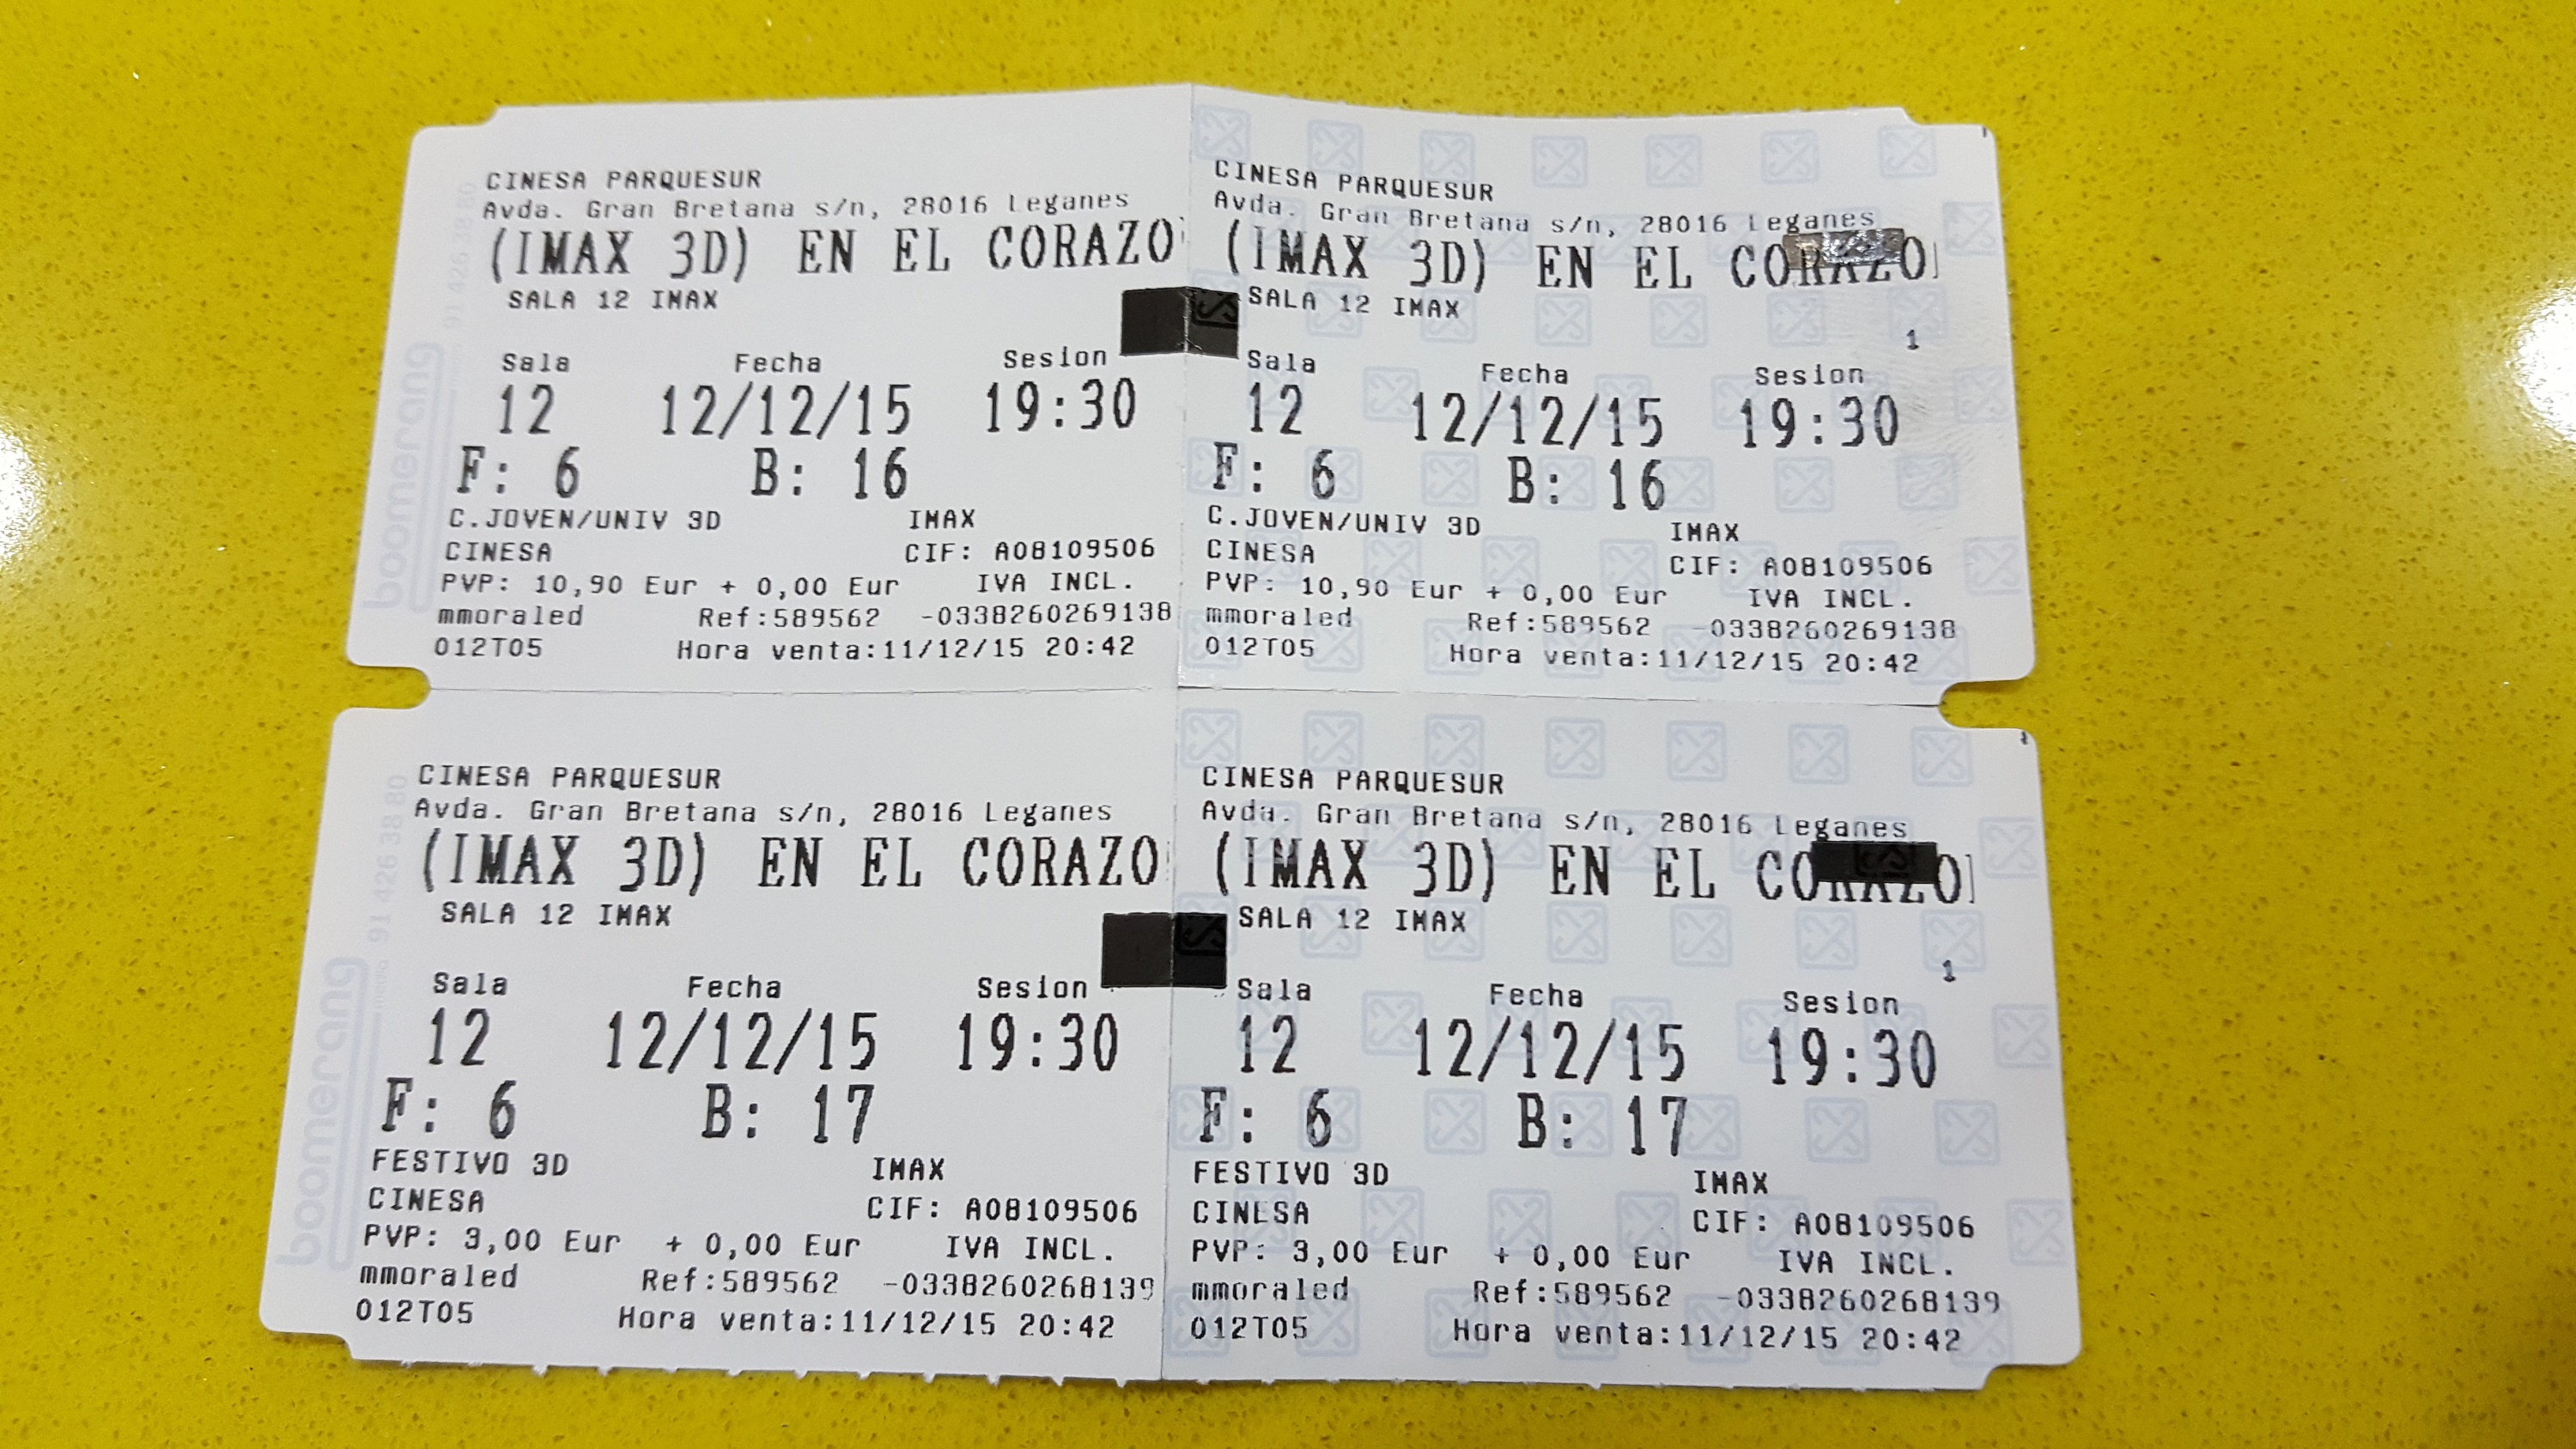 CINESA PARQUESUR
Avda. Gran Bretana s/n, 28016 Leganes
(IMAX 3D) EN EL CORAZO
SALA 12 IMAX
Sala Fecha Sesion
12 12/12/15 19:30
F: 6 B: 16
C.JOVEN/UNIV 3D IMAX
CINESA CIF: A08109506
PVP: 10,90 Eur + 0,00 Eur IVA INCL.
mmoraled Ref:589562 -0338260269138
012T05 Hora venta:11/12/15 20:42
boomerang
91 426 38 80
CINESA PARQUESUR
Avda. Gran Bretana s/n, 28016 Leganes
(IMAX 3D) EN EL CORAZO
SALA 12 IMAX
1
Sala Fecha Sesion
12 12/12/15 19:30
F: 6 B: 16
C.JOVEN/UNIV 3D IMAX
CINESA CIF: A08109506
PVP: 10,90 Eur + 0,00 Eur IVA INCL.
mmoraled Ref:589562 -0338260269138
012T05 Hora venta:11/12/15 20:42
CINESA PARQUESUR
Avda. Gran Bretana s/n, 28016 Leganes
(IMAX 3D) EN EL CORAZO
SALA 12 IMAX
Sala Fecha Sesion
12 12/12/15 19:30
F: 6 B: 17
FESTIVO 3D IMAX
CINESA CIF: A08109506
PVP: 3,00 Eur + 0,00 Eur IVA INCL.
mmoraled Ref:589562 -0338260268139
012T05 Hora venta:11/12/15 20:42
boomerang
91 426 38 80
CINESA PARQUESUR
Avda. Gran Bretana s/n, 28016 Leganes
(IMAX 3D) EN EL CORAZO
SALA 12 IMAX
1
Sala Fecha Sesion
12 12/12/15 19:30
F: 6 B: 17
FESTIVO 3D IMAX
CINESA CIF: A08109506
PVP: 3,00 Eur + 0,00 Eur IVA INCL.
mmoraled Ref:589562 -0338260268139
012T05 Hora venta:11/12/15 20:42